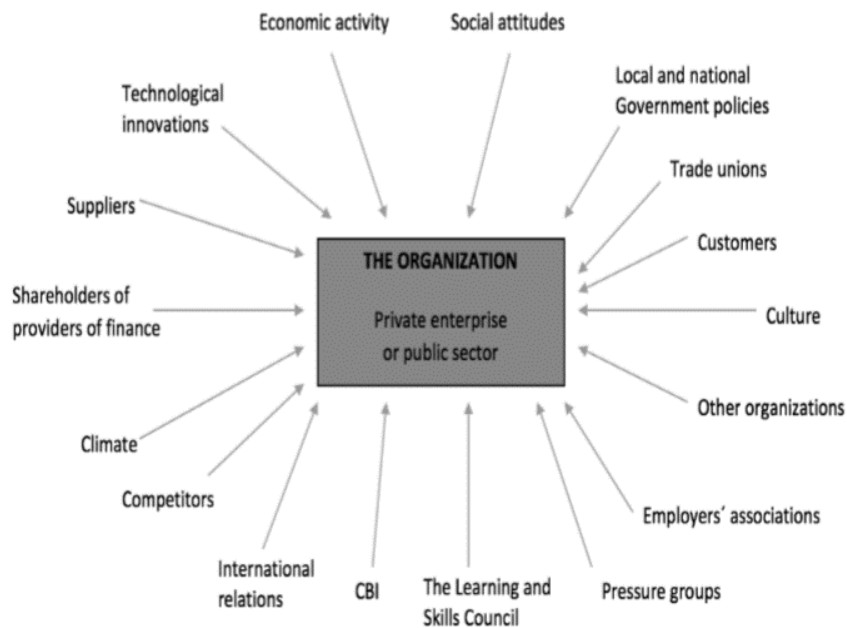 Economic activity
Social attitudes
Local and national
Government policies
Technological
innovations
Trade unions
Suppliers
Customers
THE ORGANIZATION
Private enterprise
or public sector
Shareholders of
providers of finance
Culture
Other organizations
Climate
Competitors
Employers´ associations
International
relations
CBI
The Learning and
Skills Council
Pressure groups